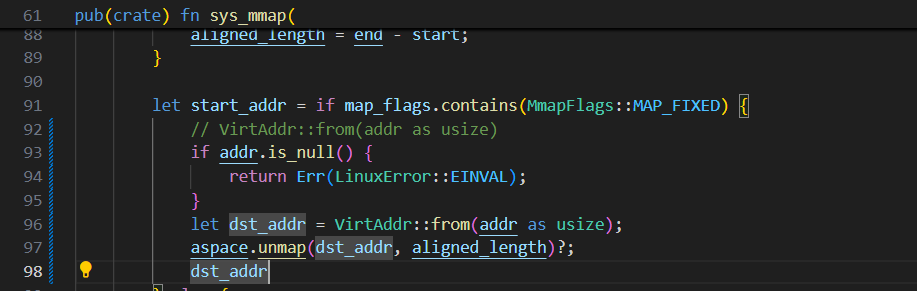 61 pub(crate) fn sys_mmap(
88 aligned_length = end - start;
89 }
90
91 let start_addr = if map_flags.contains(MmapFlags::MAP_FIXED) {
92 // VirtAddr::from(addr as usize)
93 if addr.is_null() {
94 return Err(LinuxError::EINVAL);
95 }
96 let dst_addr = VirtAddr::from(addr as usize);
97 aspace.unmap(dst_addr, aligned_length)?;
98 dst_addr